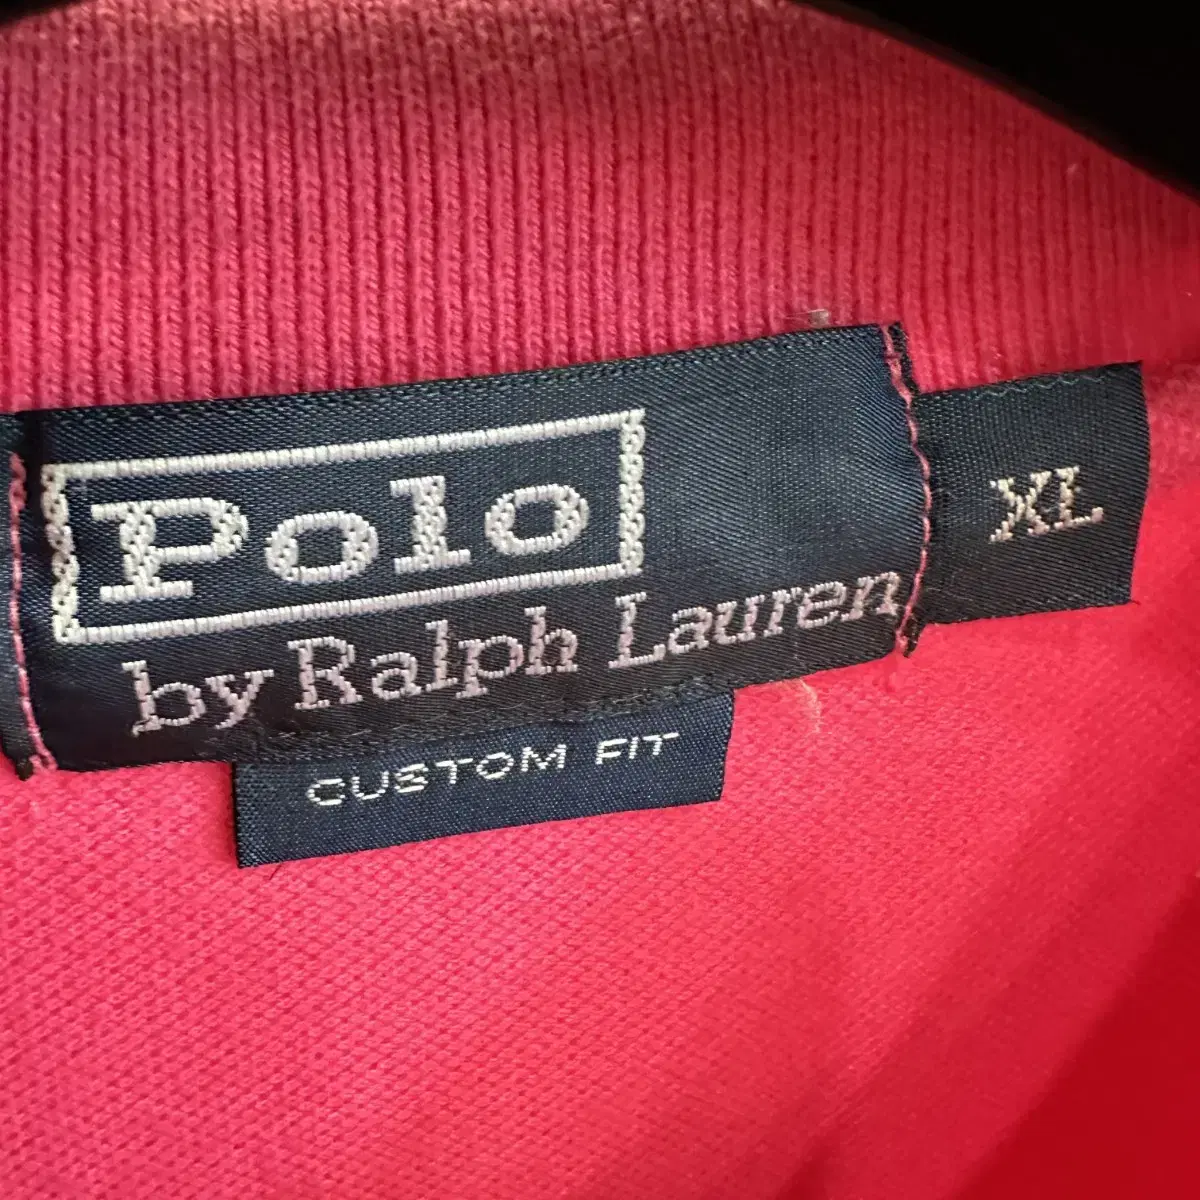 Polo
by Ralph Lauren
XL
CUSTOM FIT